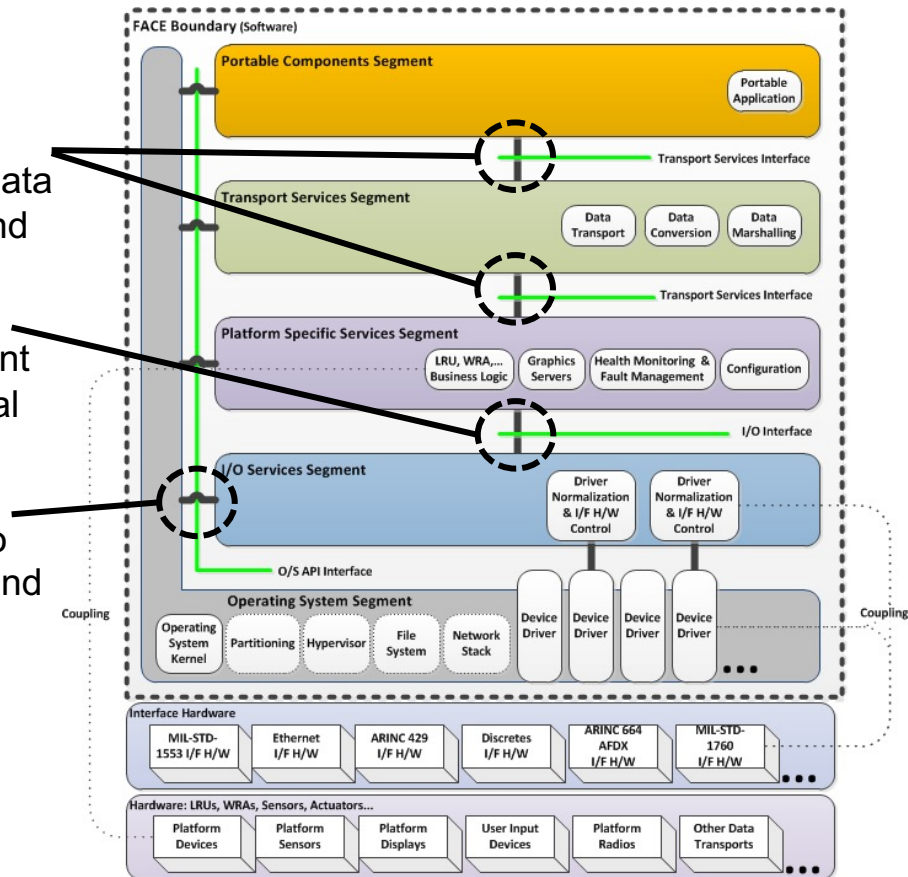 FACE Boundary (Software)
Portable Components Segment
Portable
Application
Transport Services Interface
ata
nd
Transport Services Segment
Data
Transport
Data
Conversion
Data
Marshalling
Transport Services Interface
Platform Specific Services Segment
nt
al
LRU, WRA,...
Business Logic
Graphics
Servers
Health Monitoring &
Fault Management
Configuration
I/O Interface
I/O Services Segment
Driver
Normalization
& I/F H/W
Control
Driver
Normalization
& I/F H/W
Control
o
nd
O/S API Interface
Coupling
Coupling
Operating System Segment
Operating
System
Kernel
Partitioning
Hypervisor
File
System
Network
Stack
Device
Driver
Device
Driver
Device
Driver
Device
Driver
Interface Hardware
MIL-STD-
1553 I/F H/W
Ethernet
I/F H/W
ARINC 429
I/F H/W
Discretes
I/F H/W
ARINC 664
AFDX
I/F H/W
MIL-STD-
1760
I/F H/W
Hardware: LRUs, WRAs, Sensors, Actuators...
Platform
Devices
Platform
Sensors
Platform
Displays
User Input
Devices
Platform
Radios
Other Data
Transports